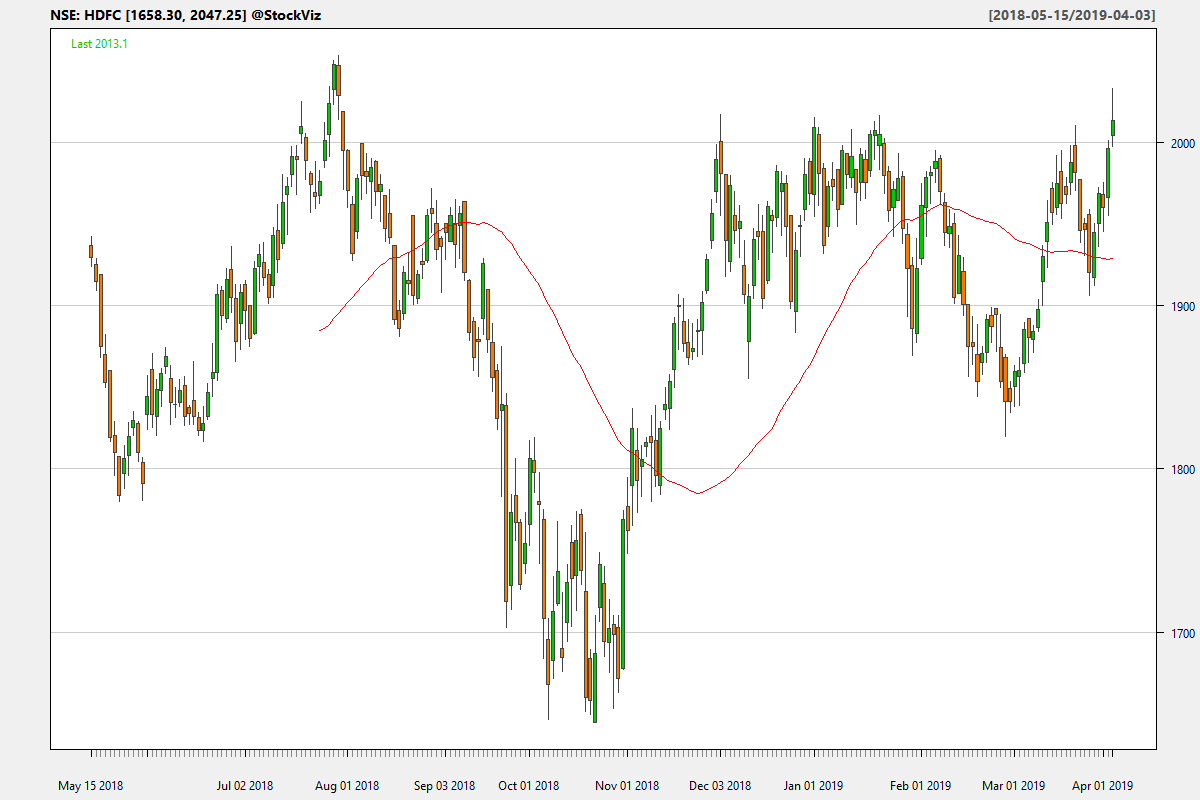 NSE: HDFC [1658.30, 2047.25] @StockViz [2018-05-15/2019-04-03]
Last 2013.1
2000
1900
1800
1700
May 15 2018 Jul 02 2018 Aug 01 2018 Sep 03 2018 Oct 01 2018 Nov 01 2018 Dec 03 2018 Jan 01 2019 Feb 01 2019 Mar 01 2019 Apr 01 2019